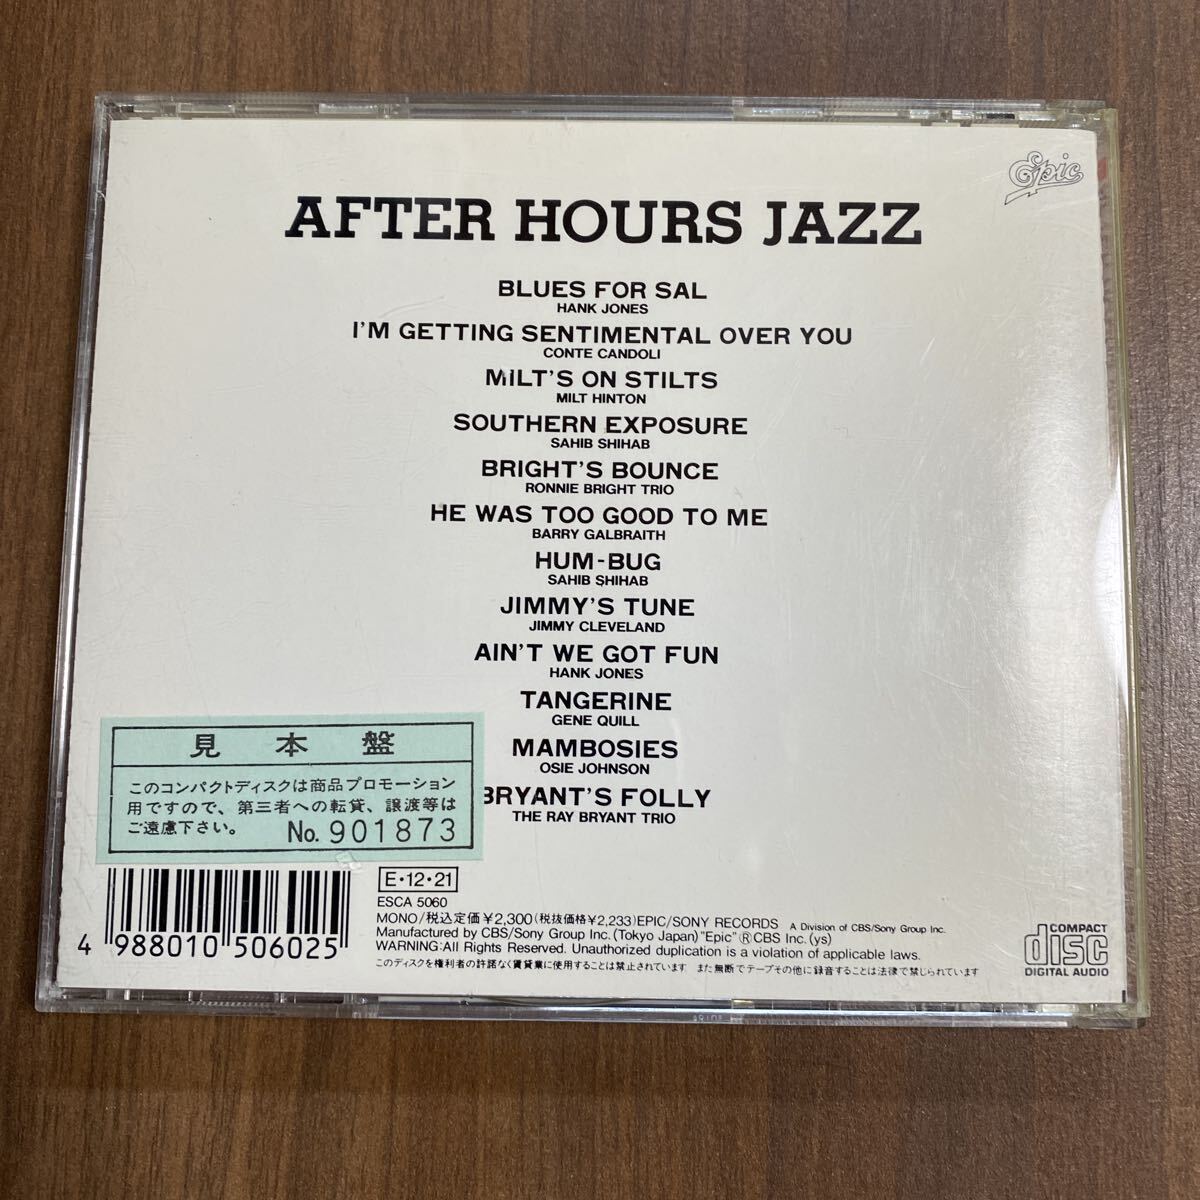 Epic
AFTER HOURS JAZZ
BLUES FOR SAL
HANK JONES
I'M GETTING SENTIMENTAL OVER YOU
CONTE CANDOLI
MILT'S ON STILTS
MILT HINTON
SOUTHERN EXPOSURE
SAHIB SHIHAB
BRIGHT'S BOUNCE
RONNIE BRIGHT TRIO
HE WAS TOO GOOD TO ME
BARRY GALBRAITH
HUM-BUG
SAHIB SHIHAB
JIMMY'S TUNE
JIMMY CLEVELAND
AIN'T WE GOT FUN
HANK JONES
TANGERINE
GENE QUILL
MAMBOSIES
OSIE JOHNSON
BRYANT'S FOLLY
THE RAY BRYANT TRIO
見本盤
このコンパクトディスクは商品プロモーション
用ですので、第三者への転貸、譲渡等は
ご遠慮下さい。 No. 901873
4 988010 506025
E・12・21
ESCA 5060
MONO/税込定価¥2,300(税抜価格¥2,233)EPIC/SONY RECORDS A Division of CBS/Sony Group Inc.
Manufactured by CBS/Sony Group Inc. (Tokyo Japan) "Epic" ® CBS Inc. (ys)
WARNING:All Rights Reserved. Unauthorized duplication is a violation of applicable laws.
このディスクを権利者の許諾なく賃貸業に使用することは禁止されています また無断でテープその他に録音することは法律で禁じられています
COMPACT
disc
DIGITAL AUDIO